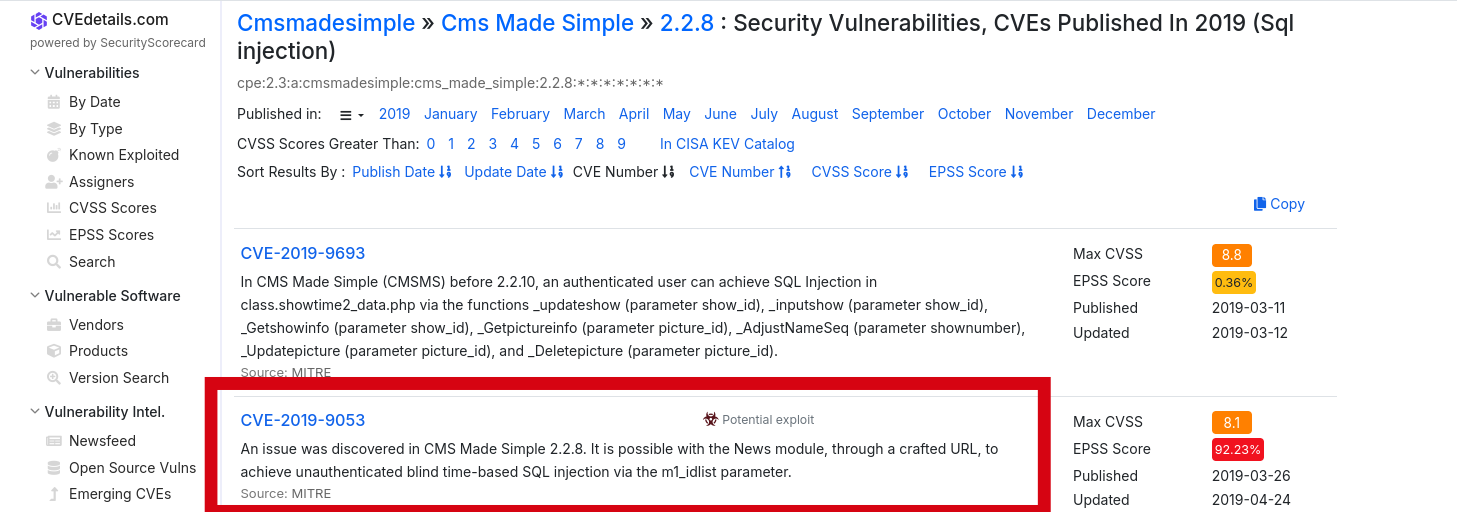 CVEdetails.com
powered by SecurityScorecard
Vulnerabilities
By Date
By Type
Known Exploited
Assigners
CVSS Scores
EPSS Scores
Search
Vulnerable Software
Vendors
Products
Version Search
Vulnerability Intel.
Newsfeed
Open Source Vulns
Emerging CVEs
Cmsmadesimple » Cms Made Simple » 2.2.8 : Security Vulnerabilities, CVEs Published In 2019 (Sql
injection)
cpe:2.3:a:cmsmadesimple:cms_made_simple:2.2.8:*:*:*:*:*:*:*
Published in: 2019 January February March April May June July August September October November December
CVSS Scores Greater Than: 0 1 2 3 4 5 6 7 8 9 In CISA KEV Catalog
Sort Results By : Publish Date Update Date CVE Number CVE Number CVSS Score EPSS Score
Copy
CVE-2019-9693
In CMS Made Simple (CMSMS) before 2.2.10, an authenticated user can achieve SQL Injection in
class.showtime2_data.php via the functions _updateshow (parameter show_id), _inputshow (parameter show_id),
_Getshowinfo (parameter show_id), _Getpictureinfo (parameter picture_id), _AdjustNameSeq (parameter shownumber),
_Updatepicture (parameter picture_id), and _Deletepicture (parameter picture_id).
Source: MITRE
Max CVSS 8.8
EPSS Score 0.36%
Published 2019-03-11
Updated 2019-03-12
CVE-2019-9053 Potential exploit
An issue was discovered in CMS Made Simple 2.2.8. It is possible with the News module, through a crafted URL, to
achieve unauthenticated blind time-based SQL injection via the m1_idlist parameter.
Source: MITRE
Max CVSS 8.1
EPSS Score 92.23%
Published 2019-03-26
Updated 2019-04-24